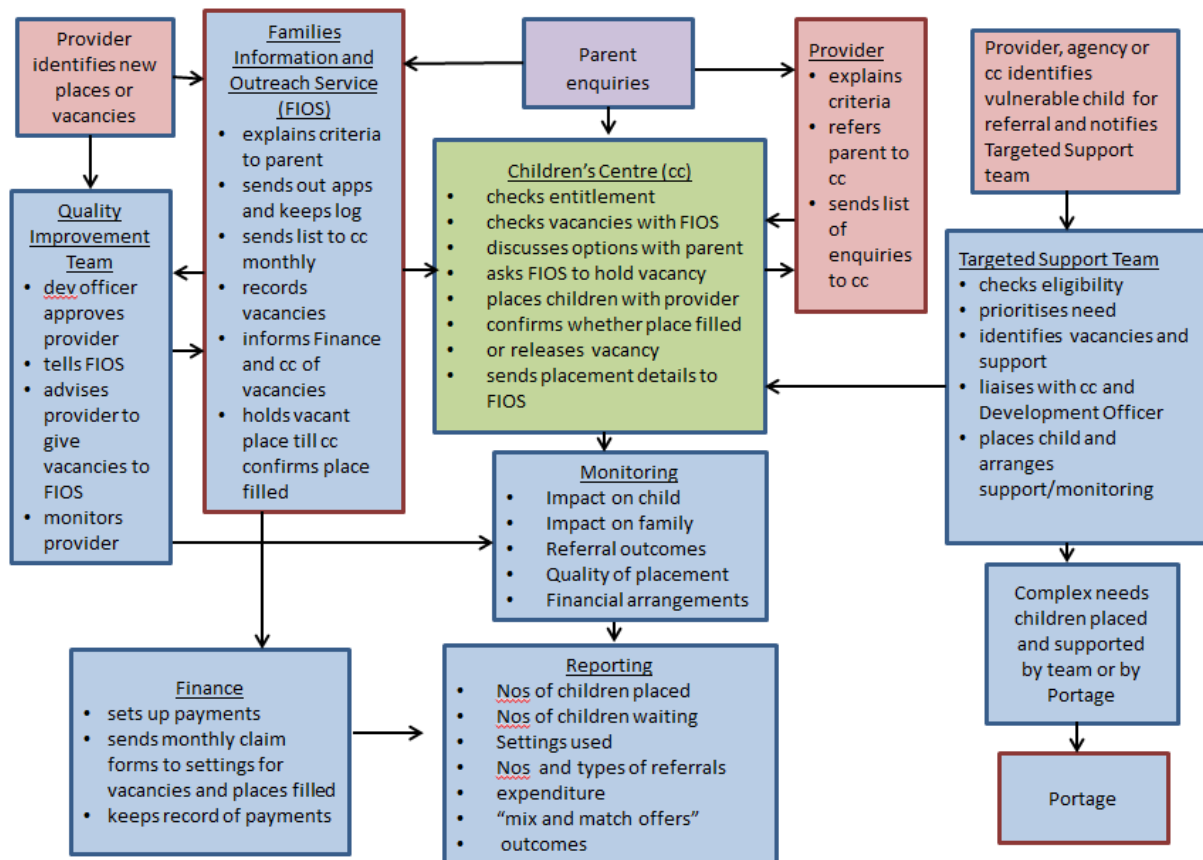 Provider
identifies new
places or
vacancies
Families
Information and
Outreach Service
(FIOS)
• explains criteria
to parent
• sends out apps
and keeps log
• sends list to cc
monthly
• records
vacancies
• informs Finance
and cc of
vacancies
• holds vacant
place till cc
confirms place
filled
Parent
enquiries
Provider
• explains
criteria
• refers
parent to
cc
• sends
list of
enquiries
to cc
Provider, agency or
cc identifies
vulnerable child for
referral and notifies
Targeted Support
team
Quality
Improvement
Team
• dev officer
approves
provider
• tells FIOS
• advises
provider to
give
vacancies to
FIOS
• monitors
provider
Children's Centre (cc)
• checks entitlement
• checks vacancies with FIOS
• discusses options with parent
• asks FIOS to hold vacancy
• places children with provider
• confirms whether place filled
• or releases vacancy
• sends placement details to
FIOS
Targeted Support Team
• checks eligibility
• prioritises need
• identifies vacancies and
support
• liaises with cc and
Development Officer
• places child and
arranges
support/monitoring
Monitoring
• Impact on child
• Impact on family
• Referral outcomes
• Quality of placement
• Financial arrangements
Complex needs
children placed
and supported
by team or by
Portage
Finance
• sets up payments
• sends monthly claim
forms to settings for
vacancies and places filled
• keeps record of payments
Reporting
• Nos of children placed
• Nos of children waiting
• Settings used
• Nos and types of referrals
• expenditure
• "mix and match offers"
• outcomes
Portage